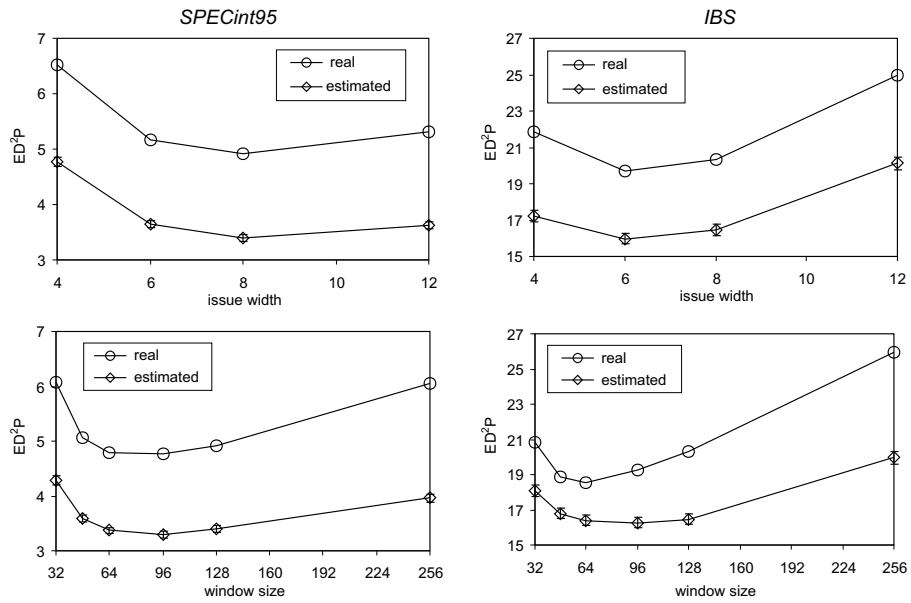 SPECint95
IBS
7
6
5
4
3
ED²P
real
estimated
4
6
8
10
12
issue width
27
25
23
21
19
17
15
ED²P
real
estimated
4
6
8
10
12
issue width
7
6
5
4
3
ED²P
real
estimated
32
64
96
128
160
192
224
256
window size
27
25
23
21
19
17
15
ED²P
real
estimated
32
64
96
128
160
192
224
256
window size